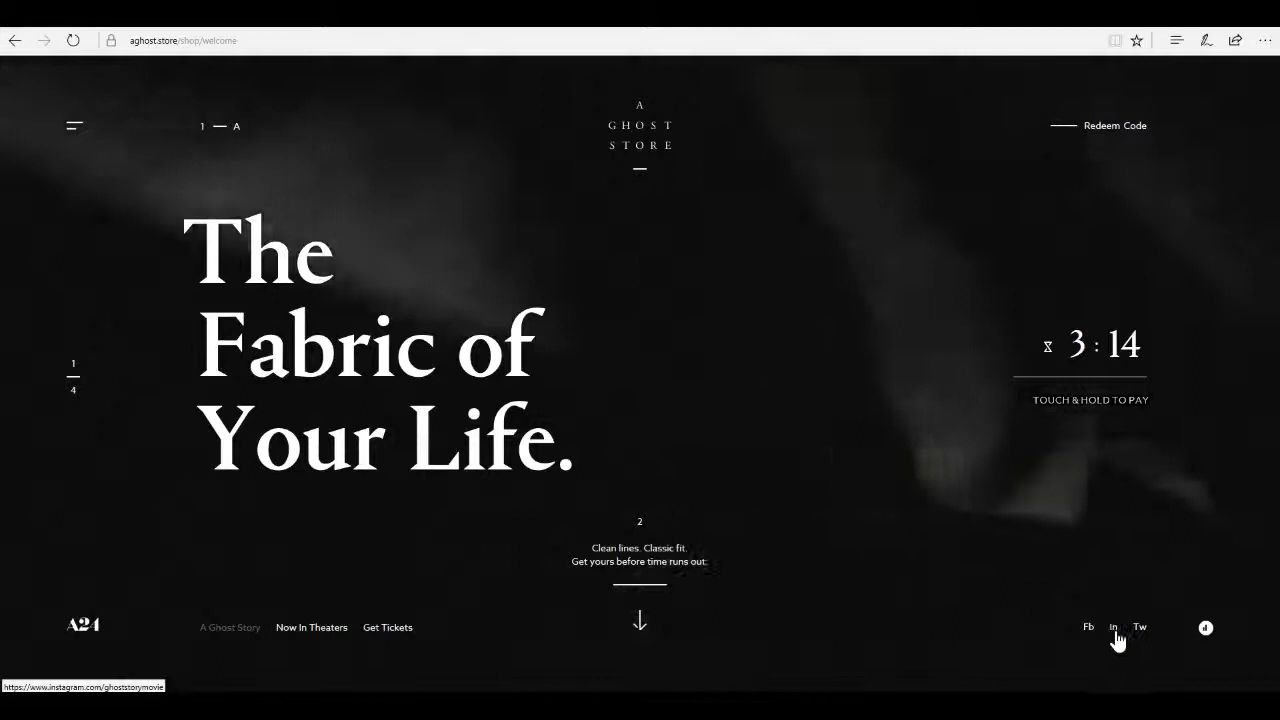 aghost.store/shop/welcome
1 — A
A
GHOST
STORE
Redeem Code
The
Fabric of
Your Life.
1
4
3 : 14
TOUCH & HOLD TO PAY
2
Clean lines. Classic fit.
Get yours before time runs out.
A24
A Ghost Story Now In Theaters Get Tickets
Fb In Tw
https://www.instagram.com/ghoststorymovie